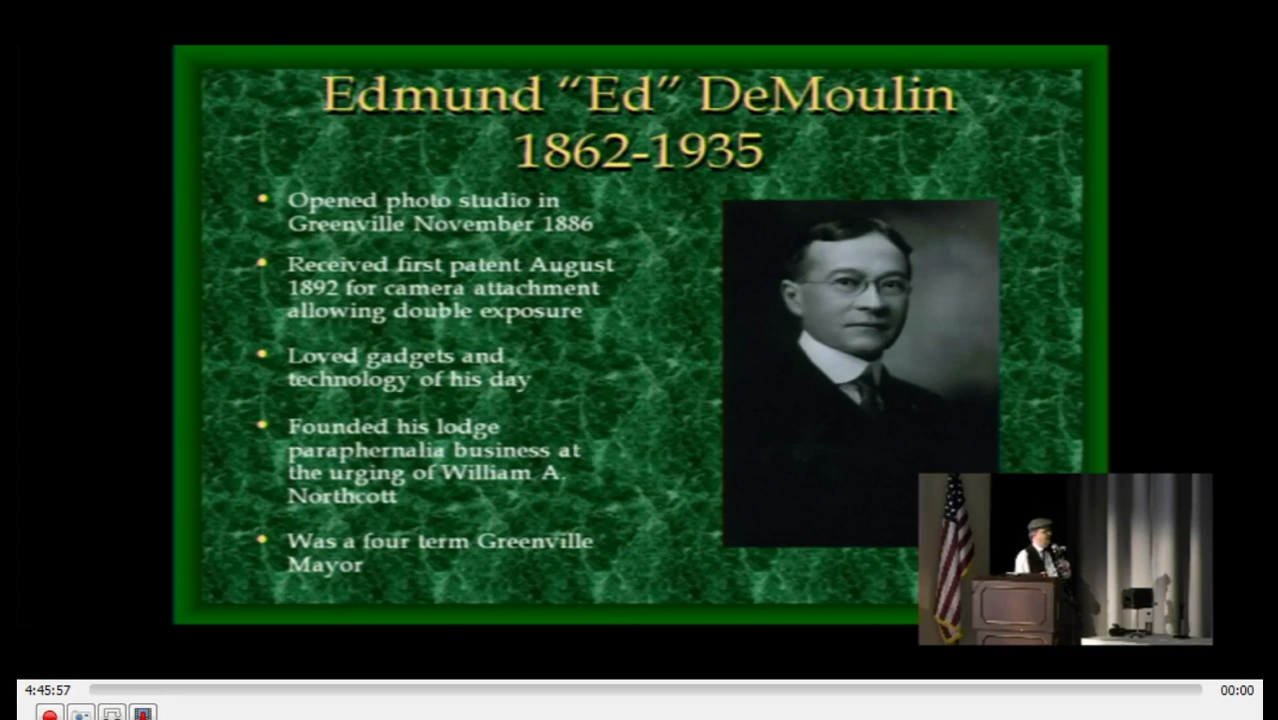 Edmund “Ed” DeMoulin
1862-1935
• Opened photo studio in
Greenville November 1886
• Received first patent August
1892 for camera attachment
allowing double exposure
• Loved gadgets and
technology of his day
• Founded his lodge
paraphernalia business at
the urging of William A.
Northcott
• Was a four term Greenville
Mayor
4:45:57
00:00